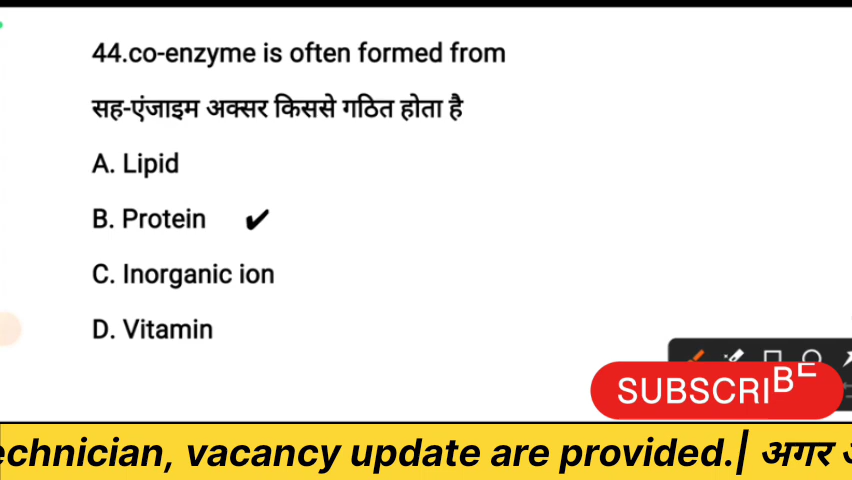 44.co-enzyme is often formed from
सह-एंजाइम अक्सर किससे गठित होता है
A. Lipid
B. Protein ✔
C. Inorganic ion
D. Vitamin
SUBSCRIBE
echnician, vacancy update are provided.| अगर